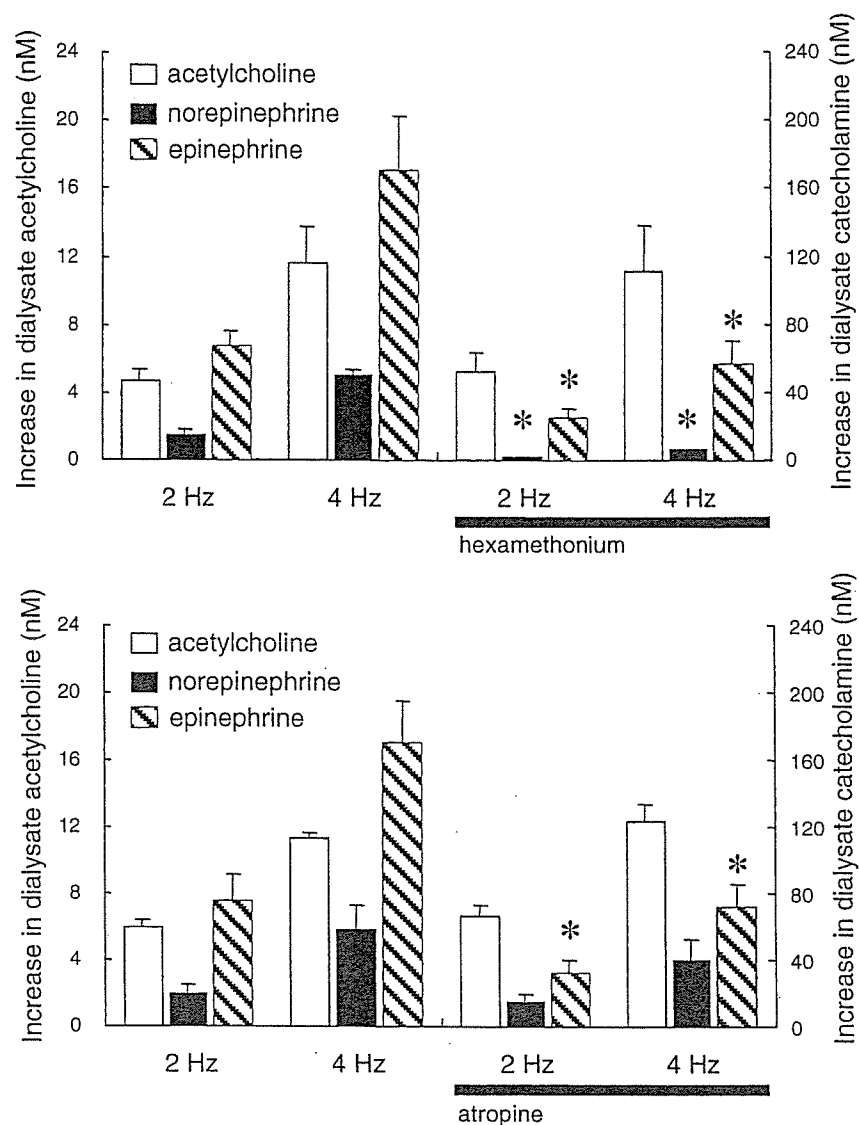 Increase in dialysate acetylcholine (nM)
24
20
16
12
8
4
0
acetylcholine
norepinephrine
epinephrine
*
*
*
*
240
200
160
120
80
40
0
Increase in dialysate catecholamine (nM)
2 Hz
4 Hz
2 Hz
4 Hz
hexamethonium
Increase in dialysate acetylcholine (nM)
24
20
16
12
8
4
0
acetylcholine
norepinephrine
epinephrine
*
*
240
200
160
120
80
40
0
Increase in dialysate catecholamine (nM)
2 Hz
4 Hz
2 Hz
4 Hz
atropine